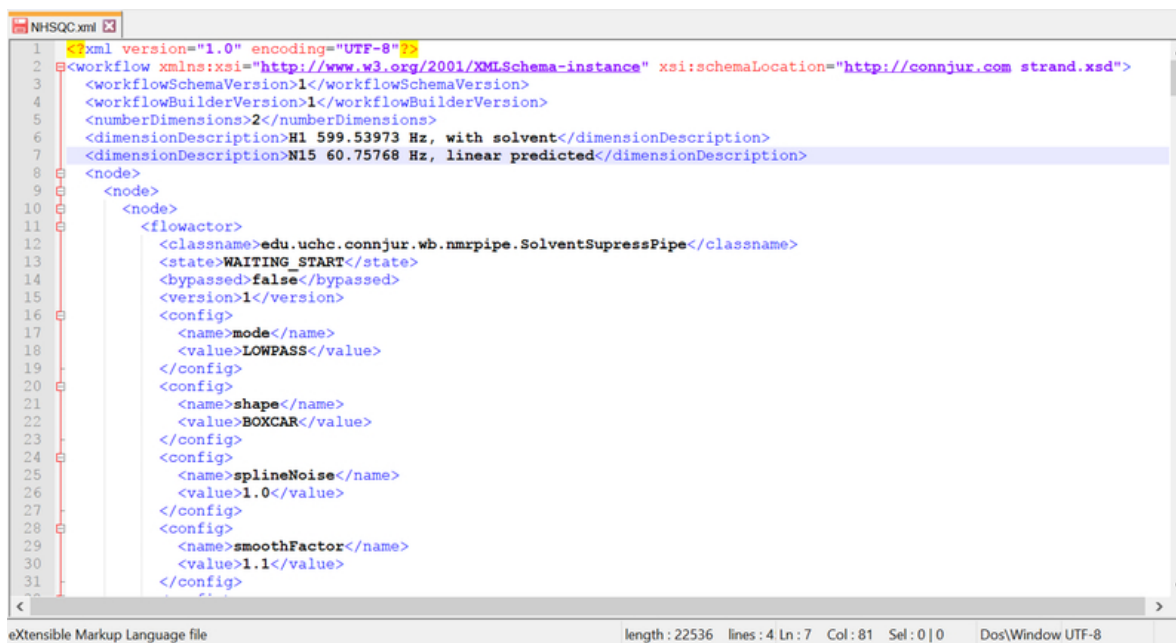 NHSQC.xml
1 <?xml version="1.0" encoding="UTF-8"?>
2 <workflow xmlns:xsi="http://www.w3.org/2001/XMLSchema-instance" xsi:schemaLocation="http://connjur.com strand.xsd">
3 <workflowSchemaVersion>1</workflowSchemaVersion>
4 <workflowBuilderVersion>1</workflowBuilderVersion>
5 <numberDimensions>2</numberDimensions>
6 <dimensionDescription>H1 599.53973 Hz, with solvent</dimensionDescription>
7 <dimensionDescription>N15 60.75768 Hz, linear predicted</dimensionDescription>
8 <node>
9 <node>
10 <node>
11 <flowactor>
12 <classname>edu.uchc.connjur.wb.nmrpipe.SolventSupressPipe</classname>
13 <state>WAITING_START</state>
14 <bypassed>false</bypassed>
15 <version>1</version>
16 <config>
17 <name>mode</name>
18 <value>LOWPASS</value>
19 </config>
20 <config>
21 <name>shape</name>
22 <value>BOXCAR</value>
23 </config>
24 <config>
25 <name>splineNoise</name>
26 <value>1.0</value>
27 </config>
28 <config>
29 <name>smoothFactor</name>
30 <value>1.1</value>
31 </config>
eXtensible Markup Language file length : 22536 lines : 4 Ln : 7 Col : 81 Sel : 0 | 0 Dos\Window UTF-8